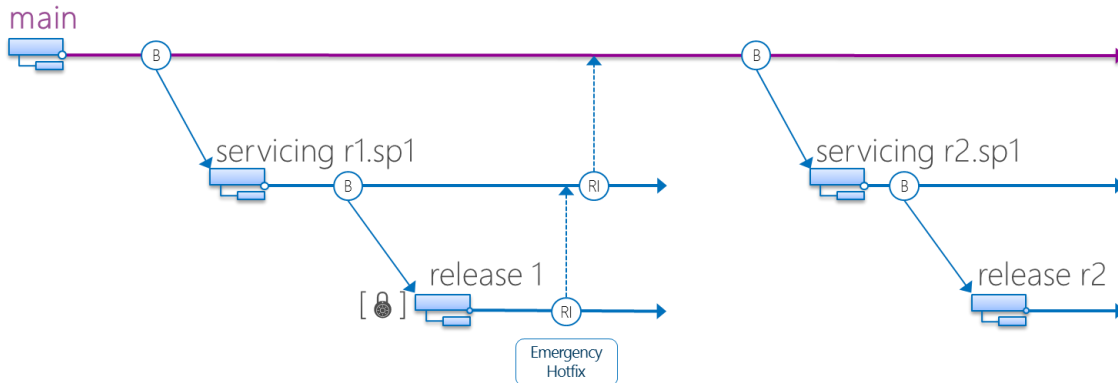 main
B
B
servicing r1.sp1
servicing r2.sp1
B
RI
B
release 1
release r2
[ ]
RI
Emergency
Hotfix